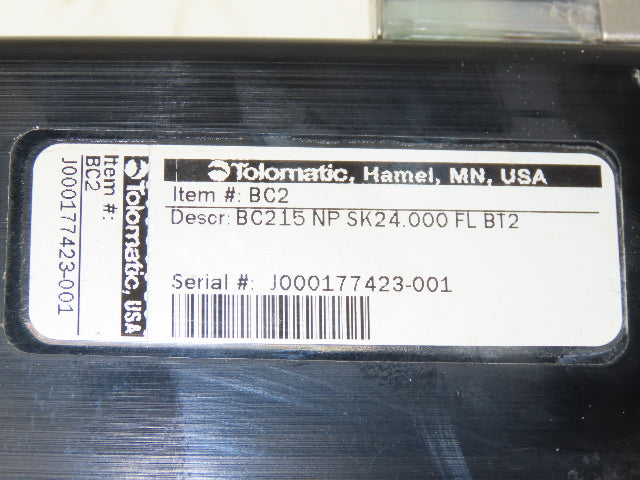 Tolomatic, Hamel, MN, USA
Item #: BC2
Descr: BC215 NP SK24.000 FL BT2
Serial #: J000177423-001
Tolomatic, USA
Item #:
BC2
J000177423-001